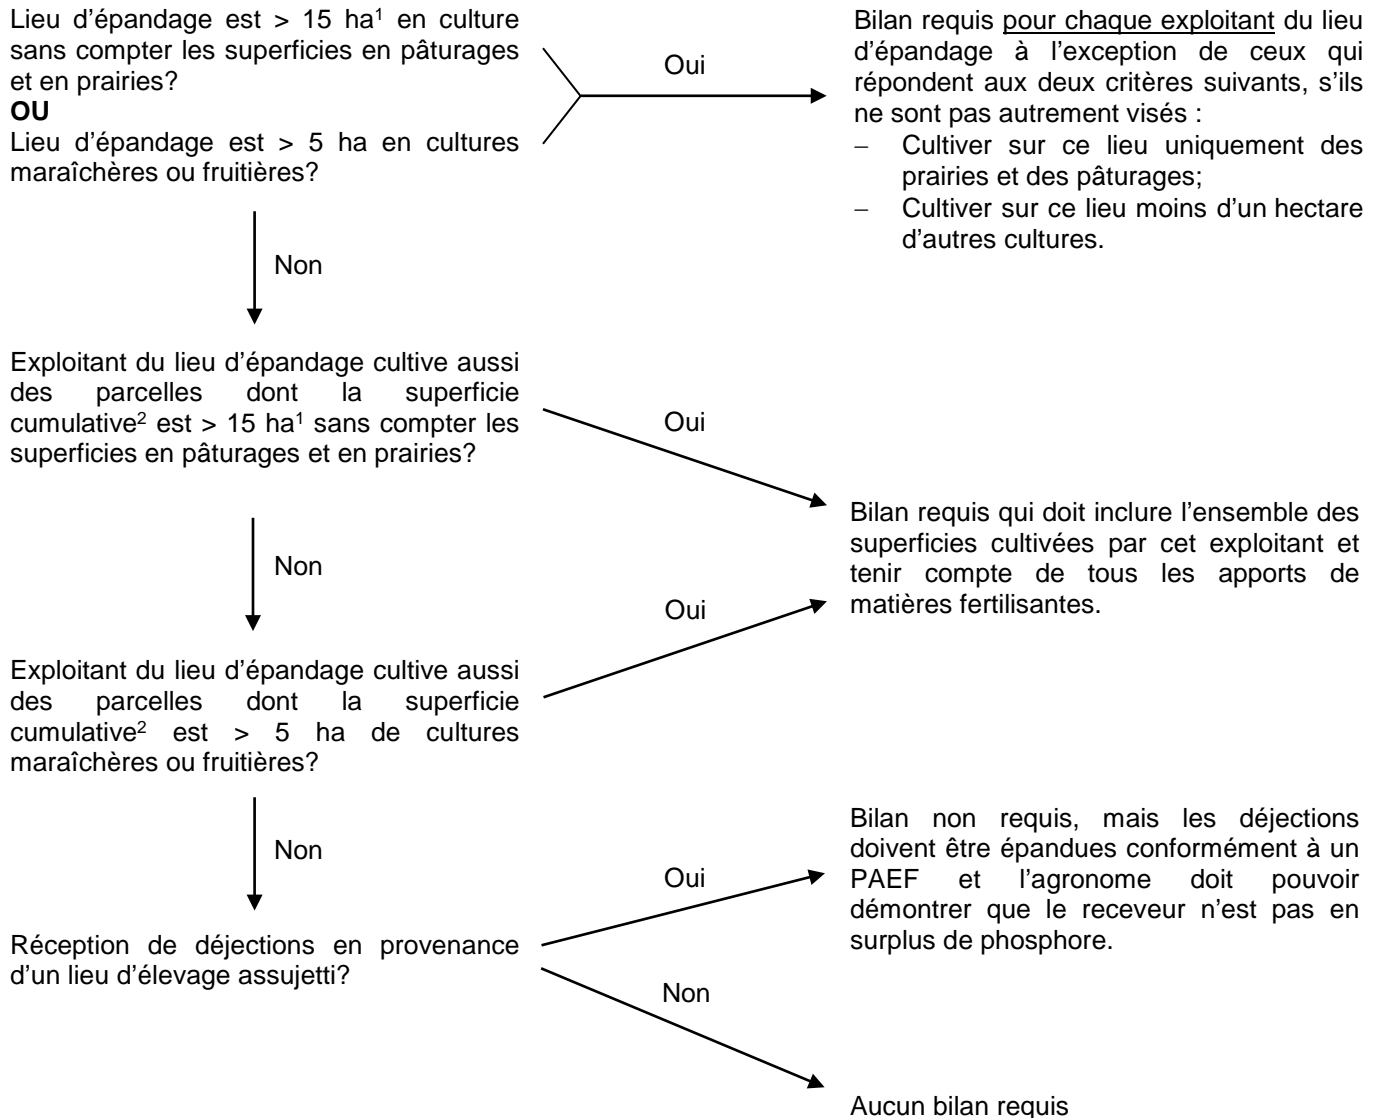 Lieu d’épandage est > 15 ha¹ en culture
sans compter les superficies en pâturages
et en prairies?
OU
Lieu d’épandage est > 5 ha en cultures
maraîchères ou fruitières?
Oui
Bilan requis pour chaque exploitant du lieu
d’épandage à l’exception de ceux qui
répondent aux deux critères suivants, s’ils
ne sont pas autrement visés :
– Cultiver sur ce lieu uniquement des
prairies et des pâturages;
– Cultiver sur ce lieu moins d’un hectare
d’autres cultures.
Non
Exploitant du lieu d’épandage cultive aussi
des parcelles dont la superficie
cumulative² est > 15 ha¹ sans compter les
superficies en pâturages et en prairies?
Oui
Non
Bilan requis qui doit inclure l’ensemble des
superficies cultivées par cet exploitant et
tenir compte de tous les apports de
matières fertilisantes.
Oui
Exploitant du lieu d’épandage cultive aussi
des parcelles dont la superficie
cumulative² est > 5 ha de cultures
maraîchères ou fruitières?
Non
Bilan non requis, mais les déjections
doivent être épandues conformément à un
PAEF et l’agronome doit pouvoir
démontrer que le receveur n’est pas en
surplus de phosphore.
Oui
Réception de déjections en provenance
d’un lieu d’élevage assujetti?
Non
Aucun bilan requis